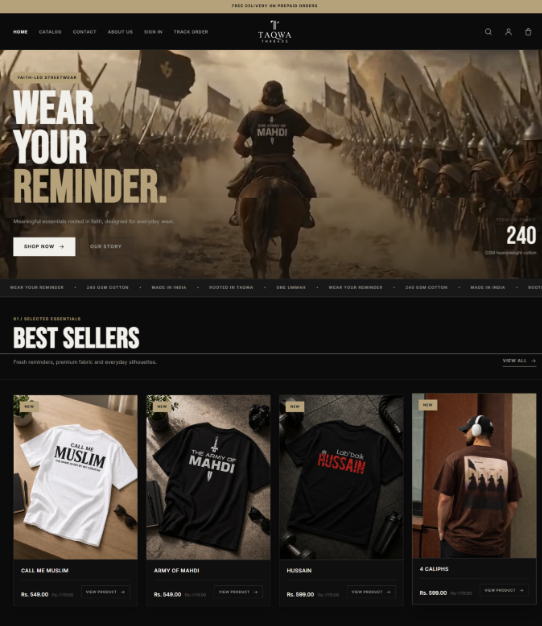 FREE DELIVERY ON PREPAID ORDERS
HOME CATALOG CONTACT ABOUT US SIGN IN TRACK ORDER
TAQWA
THREADS
FAITH-LED STREETWEAR
WEAR
YOUR
REMINDER.
THE ARMY OF
MAHDI
Meaningful essentials rooted in faith, designed for everyday wear.
SHOP NOW → OUR STORY
240
GSM heavyweight cotton
WEAR YOUR REMINDER • 240 GSM COTTON • MADE IN INDIA • ROOTED IN TAQWA • ONE UMMAH • WEAR YOUR REMINDER • 240 GSM COTTON • MADE IN INDIA • ROOT
01 / SELECTED ESSENTIALS
BEST SELLERS
Fresh reminders, premium fabric and everyday silhouettes.
VIEW ALL →
NEW
CALL ME
MUSLIM
CALL ME MUSLIM
Rs. 549.00
VIEW PRODUCT →
NEW
THE ARMY OF
MAHDI
ARMY OF MAHDI
Rs. 549.00
VIEW PRODUCT →
NEW
Lab'baik
HUSSAIN
HUSSAIN
Rs. 599.00
VIEW PRODUCT →
NEW
4 CALIPHS
Rs. 599.00
VIEW PRODUCT →